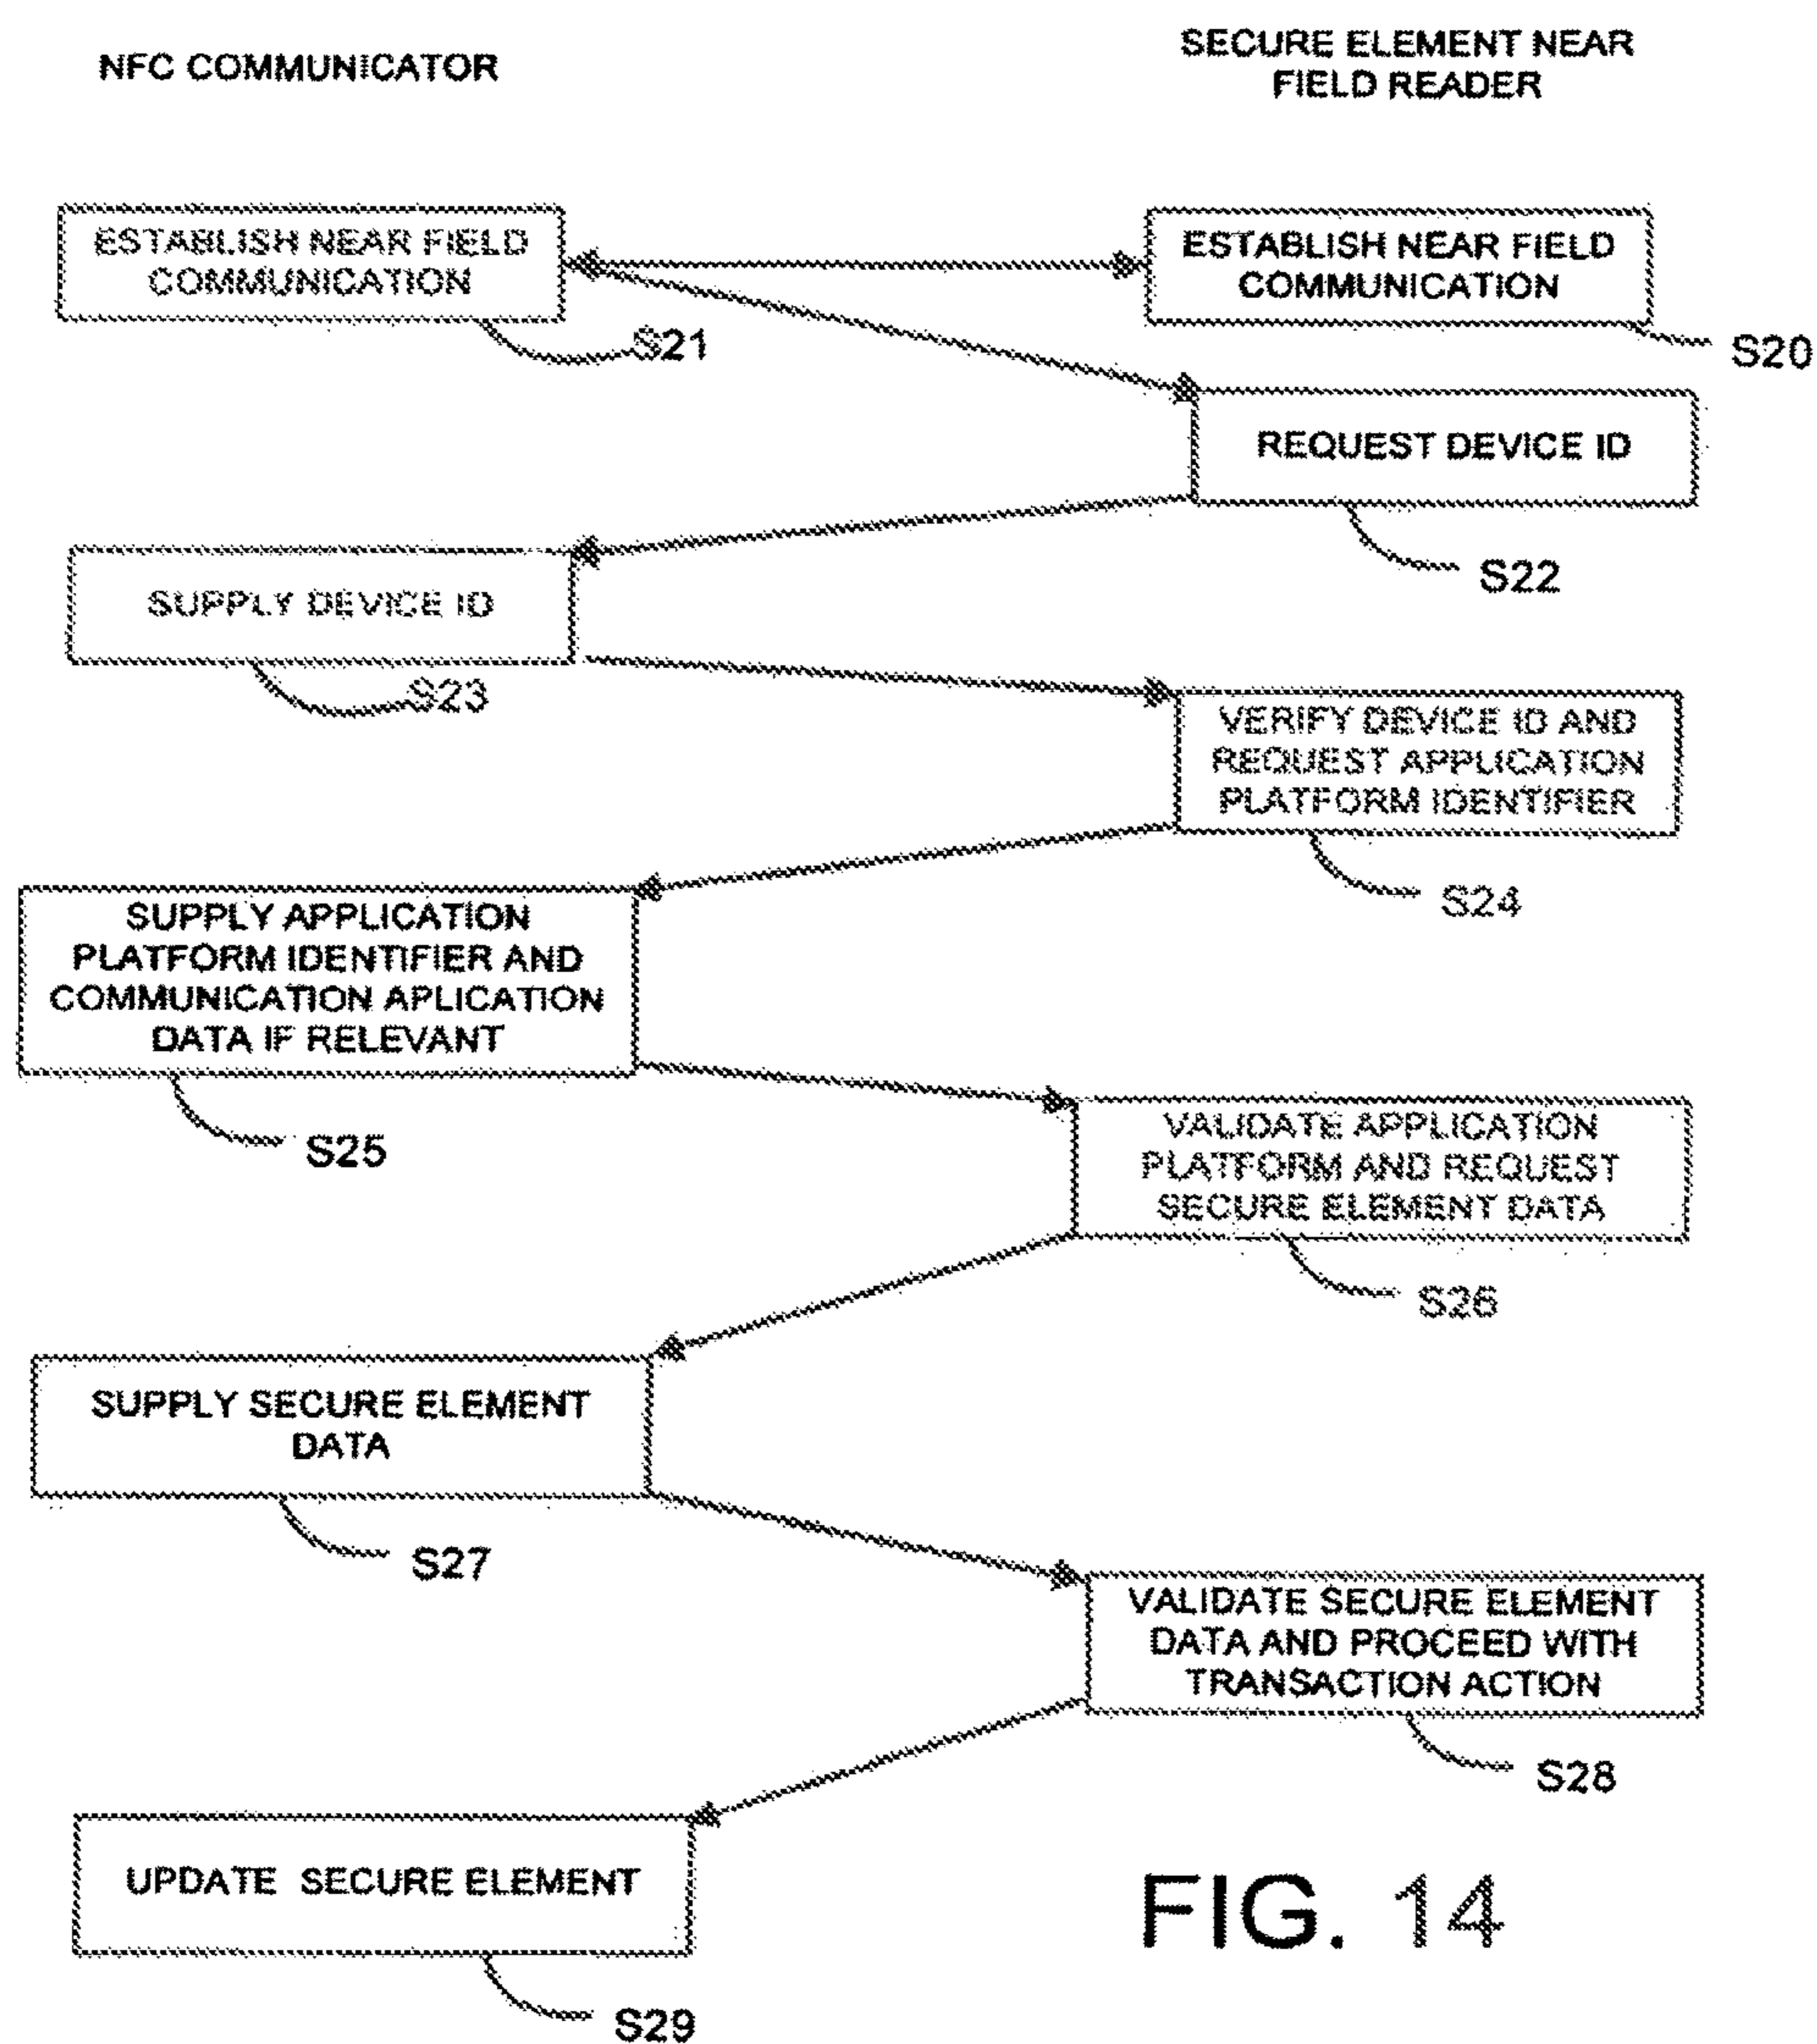 NFC COMMUNICATOR
SECURE ELEMENT NEAR
FIELD READER
ESTABLISH NEAR FIELD
COMMUNICATION
S21
ESTABLISH NEAR FIELD
COMMUNICATION
S20
REQUEST DEVICE ID
S22
SUPPLY DEVICE ID
S23
VERIFY DEVICE ID AND
REQUEST APPLICATION
PLATFORM IDENTIFIER
S24
SUPPLY APPLICATION
PLATFORM IDENTIFIER AND
COMMUNICATION APLICATION
DATA IF RELEVANT
S25
VALIDATE APPLICATION
PLATFORM AND REQUEST
SECURE ELEMENT DATA
S26
SUPPLY SECURE ELEMENT
DATA
S27
VALIDATE SECURE ELEMENT
DATA AND PROCEED WITH
TRANSACTION ACTION
S28
UPDATE SECURE ELEMENT
S29
FIG. 14